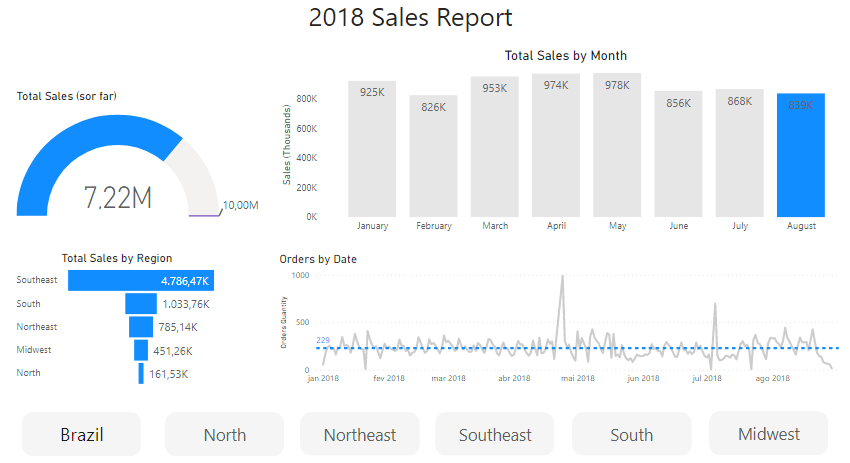 2018 Sales Report
Total Sales (sor far)
7,22M
10,00M
Total Sales by Month
Sales (Thousands)
800K
600K
400K
200K
0K
925K
826K
953K
974K
978K
856K
868K
839K
January February March April May June July August
Total Sales by Region
Southeast 4.786,47K
South 1.033,76K
Northeast 785,14K
Midwest 451,26K
North 161,53K
Orders by Date
Orders Quantity
1000
500
0
229
jan 2018 fev 2018 mar 2018 abr 2018 mai 2018 jun 2018 jul 2018 ago 2018
Brazil North Northeast Southeast South Midwest